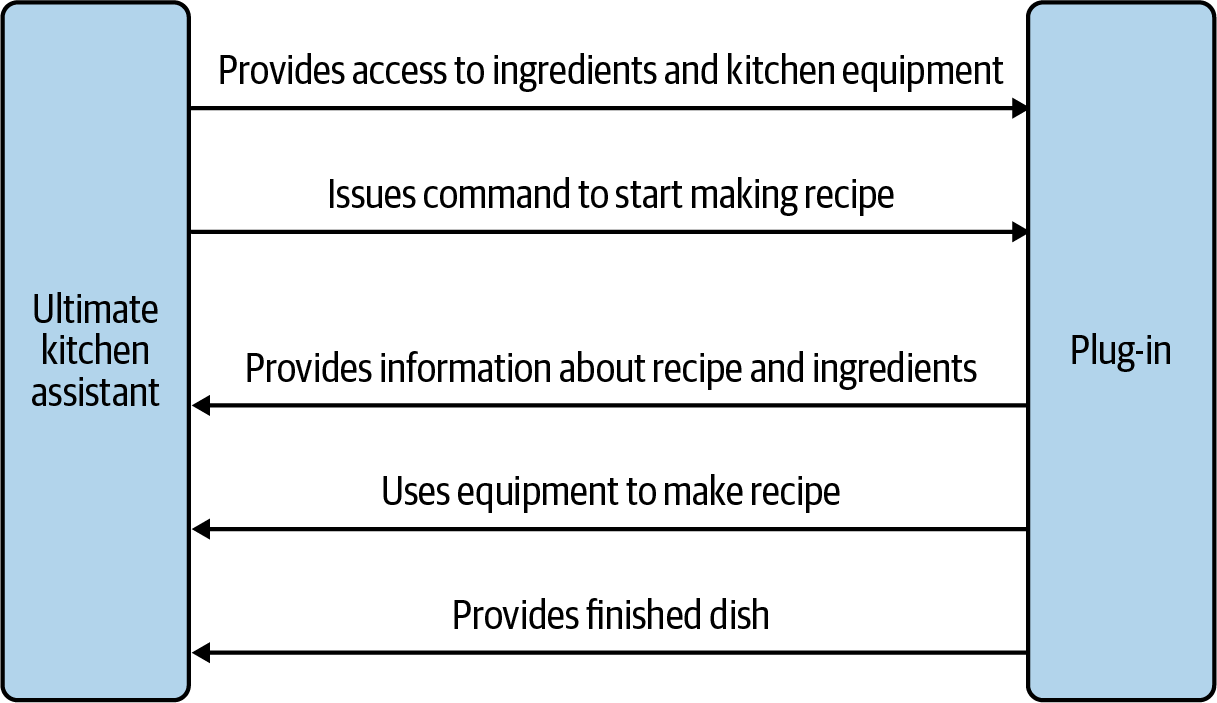 Provides access to ingredients and kitchen equipment
Issues command to start making recipe
Ultimate
kitchen
assistant
Plug-in
Provides information about recipe and ingredients
Uses equipment to make recipe
Provides finished dish